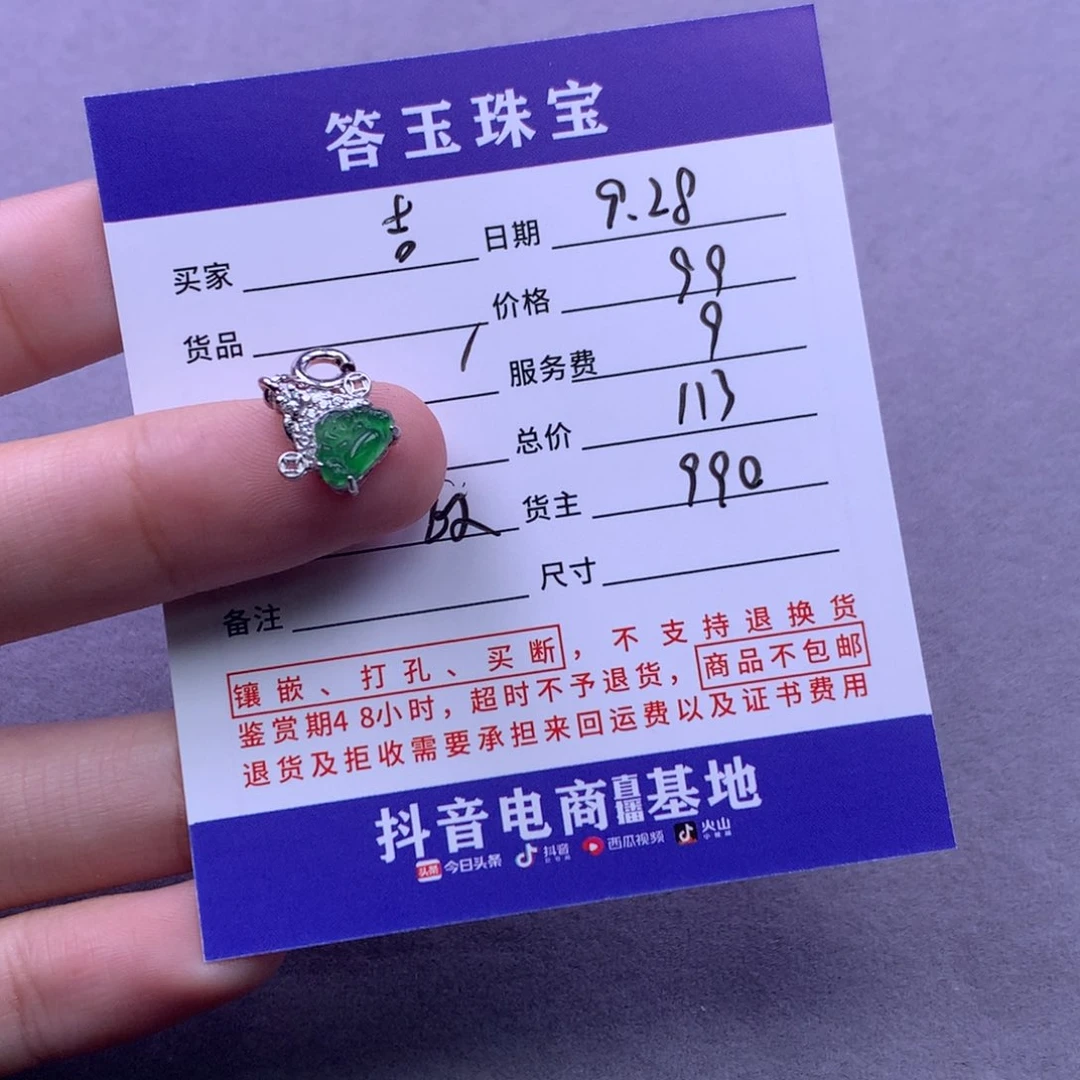 答玉珠宝
买家 吉 日期 9.28
货品 1 价格 99
服务费 9
总价 113
货主 990
备注 尺寸
镶嵌、打孔、买断，不支持退换货
鉴赏期48小时，超时不予退货，商品不包邮
退货及拒收需要承担来回运费以及证书费用
抖音电商直播基地
头条 今日头条 抖音 西瓜视频 火山